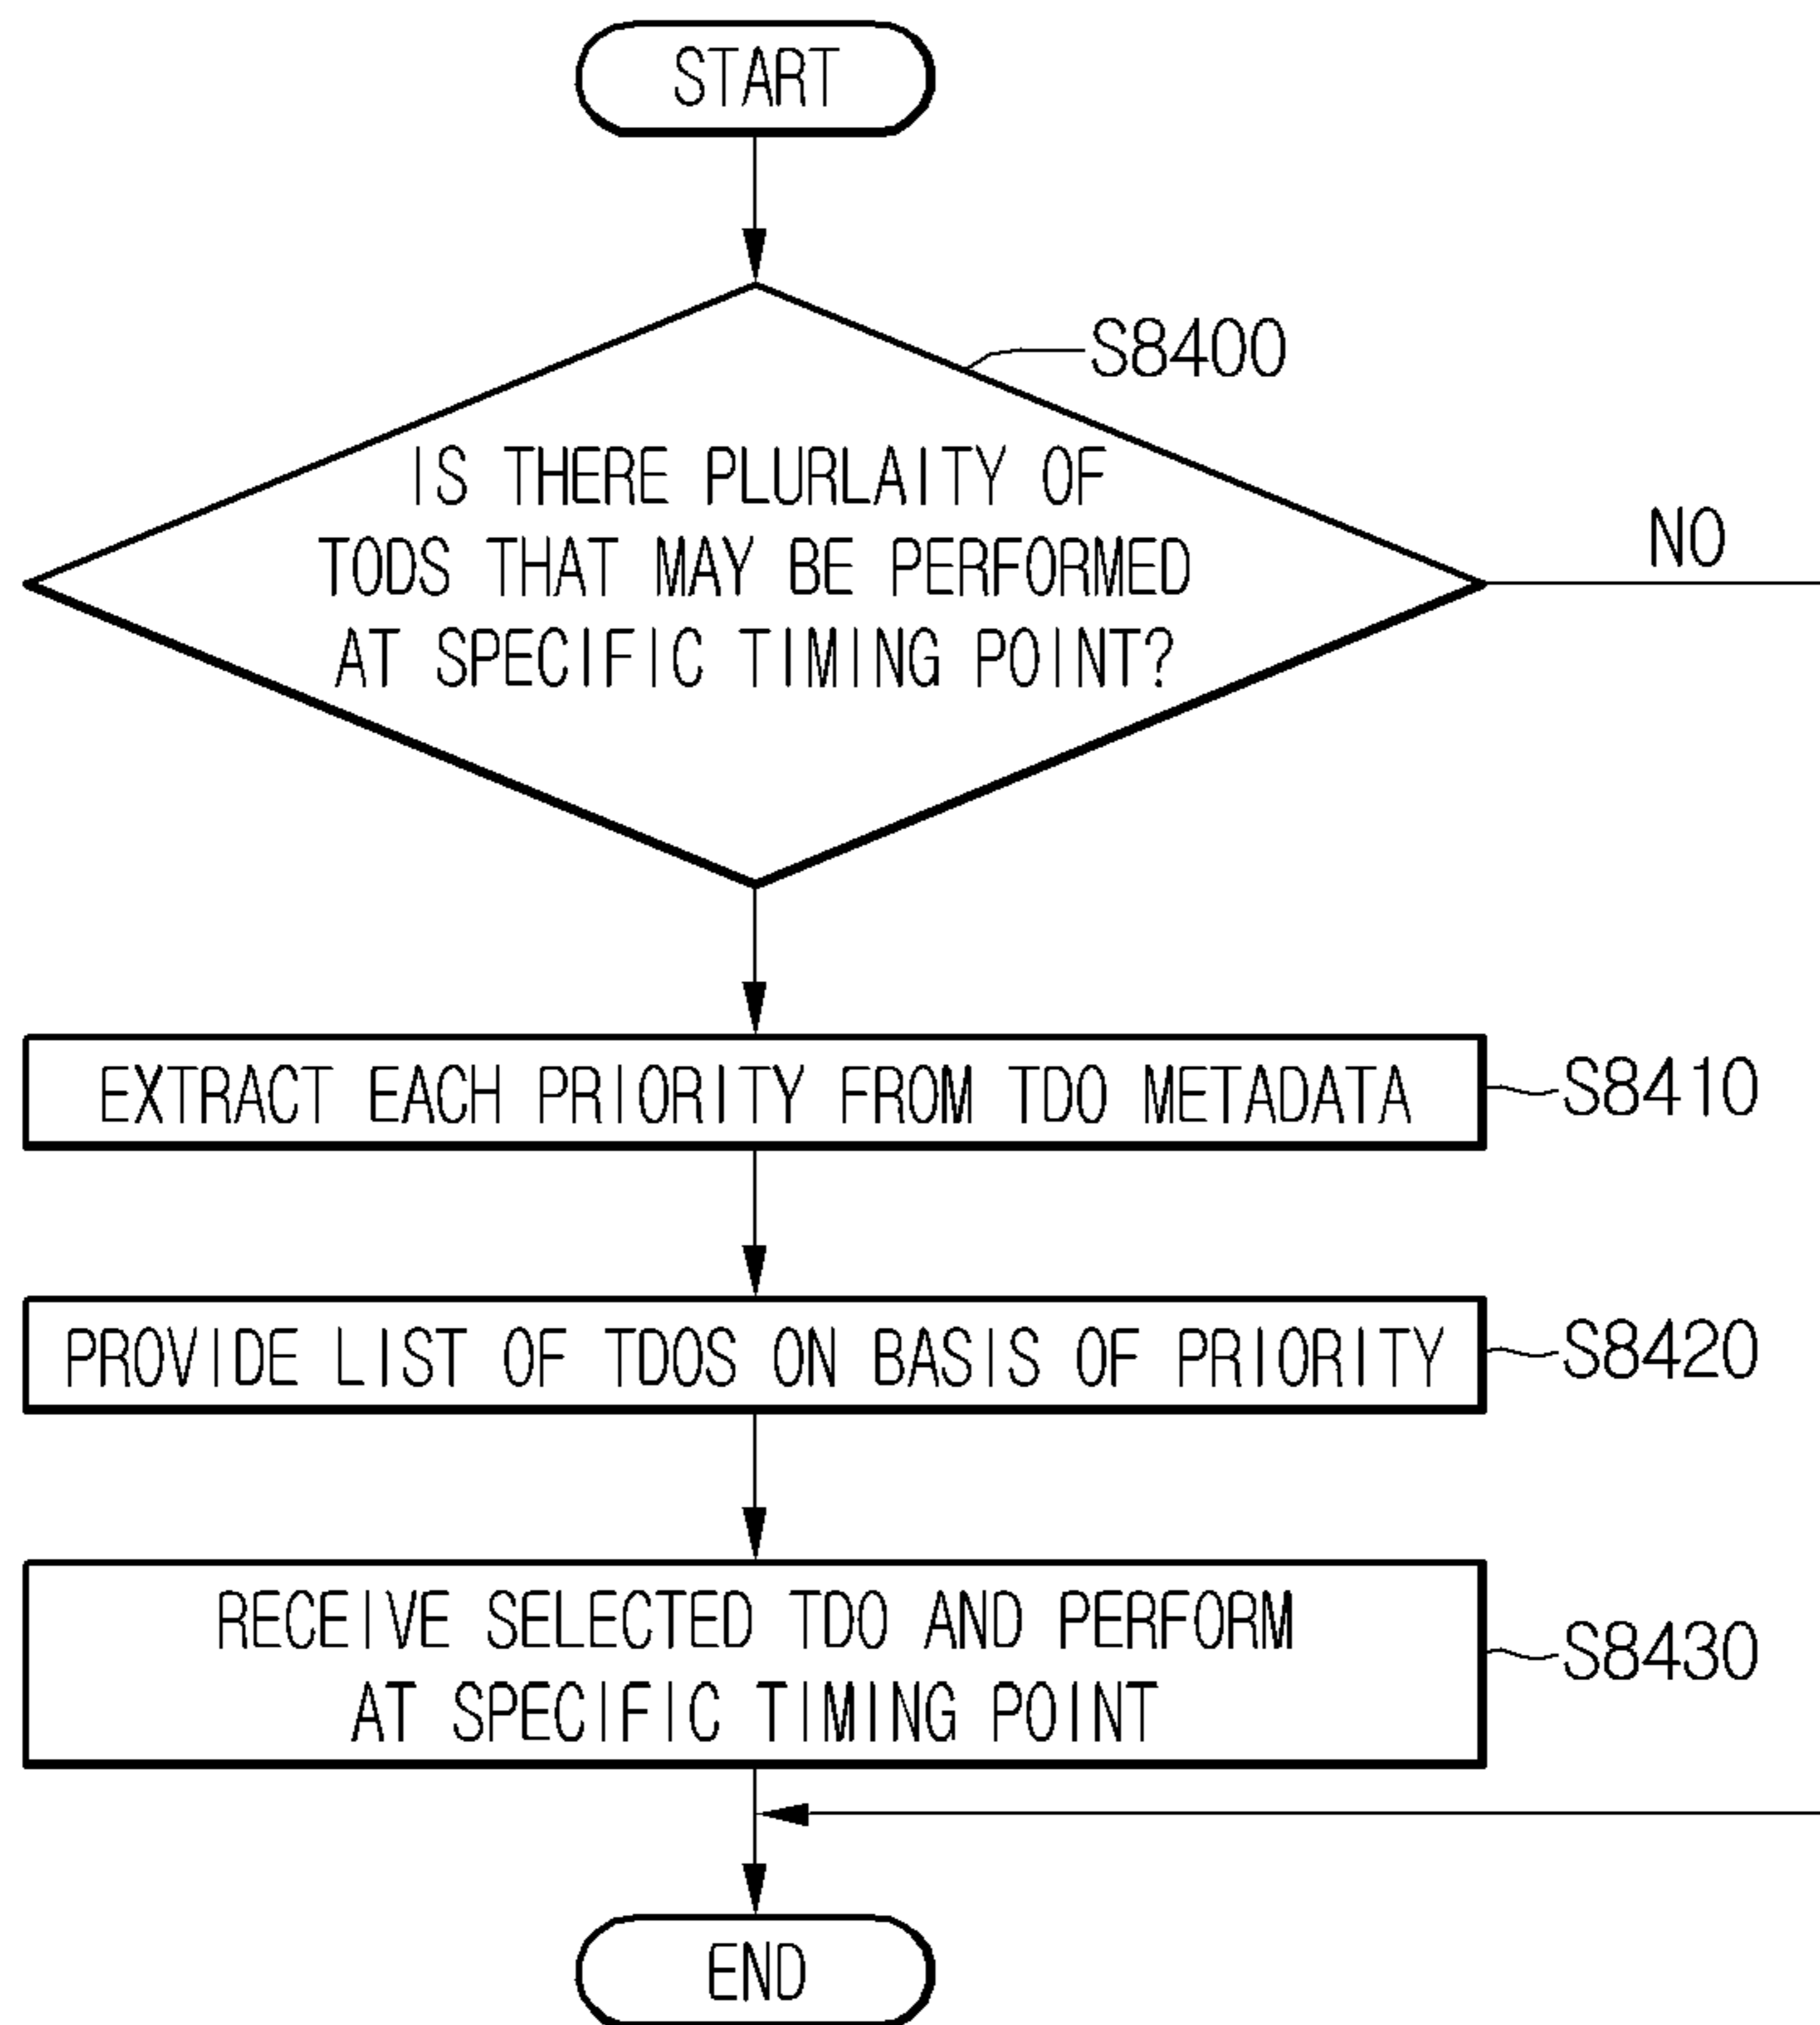 START
S8400
IS THERE PLURLAITY OF
TODS THAT MAY BE PERFORMED
AT SPECIFIC TIMING POINT?
NO
EXTRACT EACH PRIORITY FROM TDO METADATA
S8410
PROVIDE LIST OF TDOS ON BASIS OF PRIORITY
S8420
RECEIVE SELECTED TDO AND PERFORM
AT SPECIFIC TIMING POINT
S8430
END